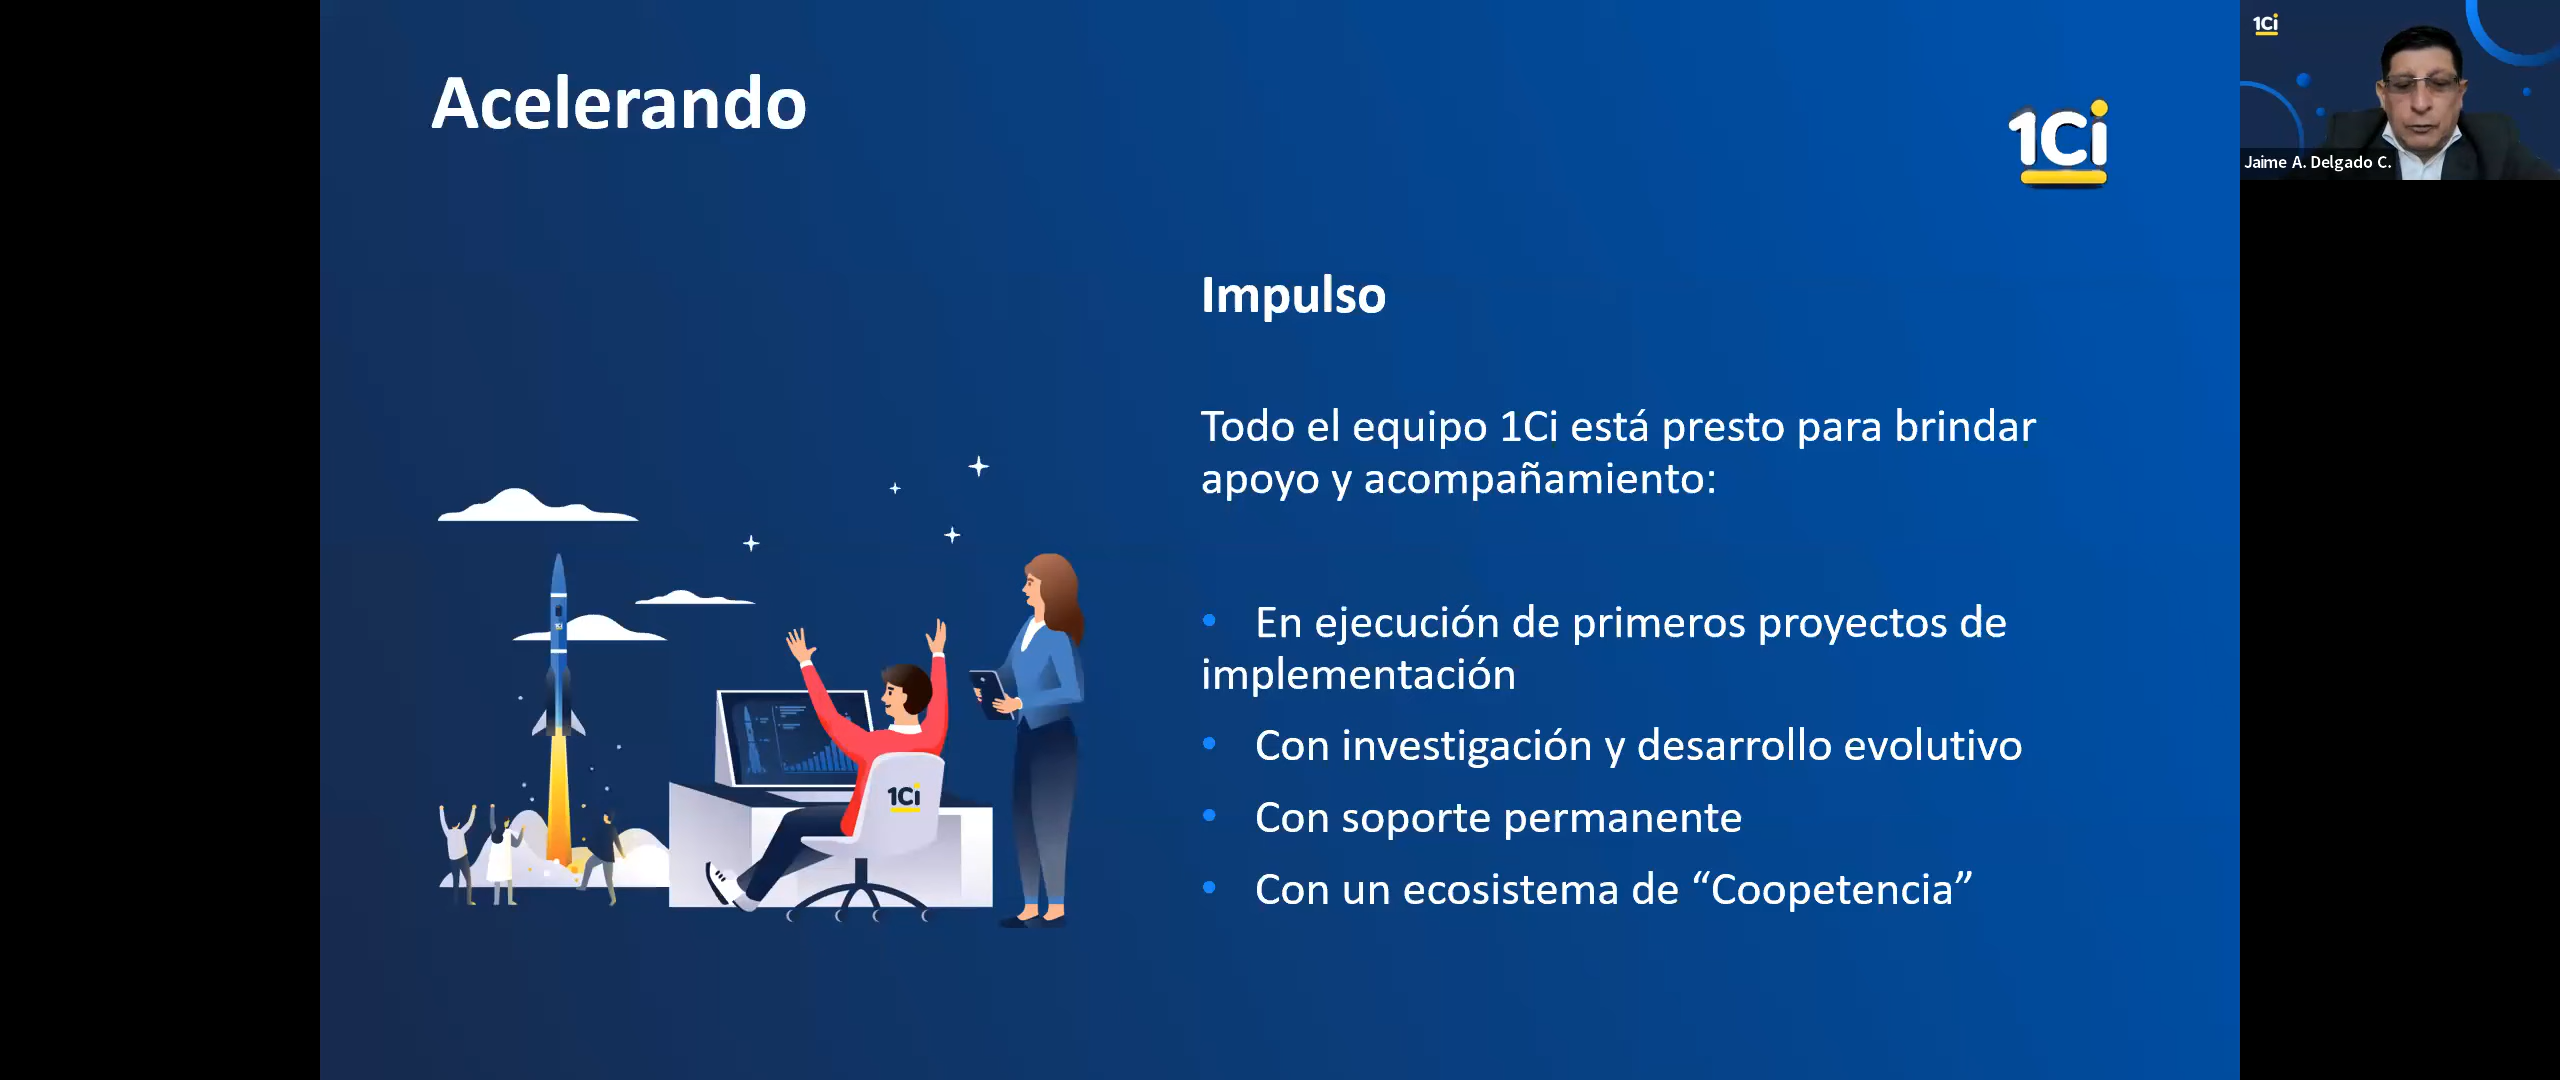 Acelerando
1Ci
1Ci
Jaime A. Delgado C.
Impulso
Todo el equipo 1Ci está presto para brindar
apoyo y acompañamiento:
• En ejecución de primeros proyectos de
implementación
• Con investigación y desarrollo evolutivo
• Con soporte permanente
• Con un ecosistema de “Coopetencia”
1Ci
1Ci